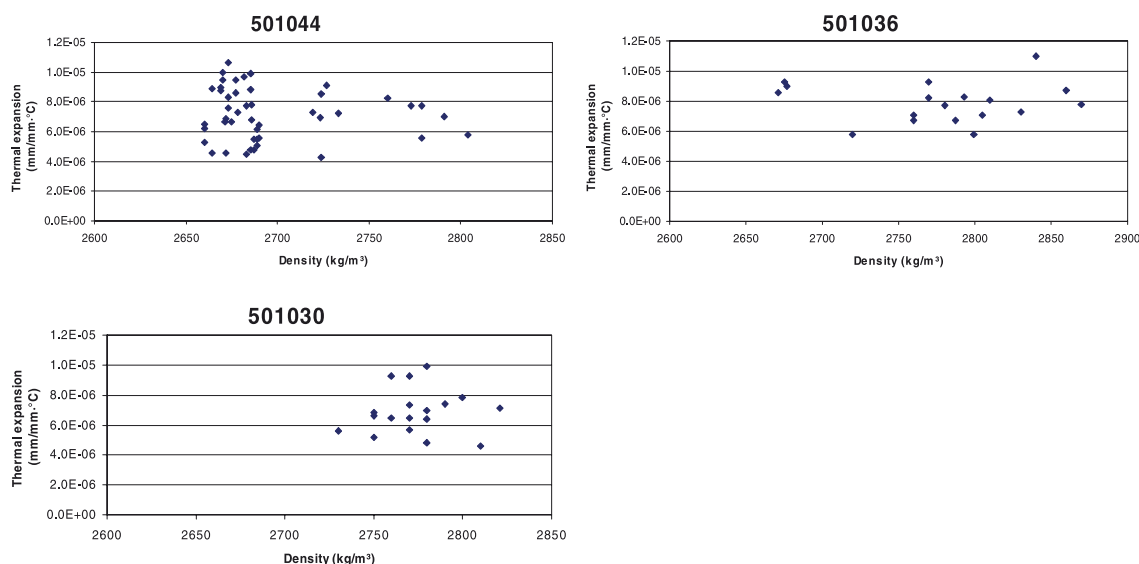 501044
1.2E-05
1.0E-05
8.0E-06
6.0E-06
4.0E-06
2.0E-06
0.0E+00
Thermal expansion
(mm/mm·°C)
2600 2650 2700 2750 2800 2850
Density (kg/m³)
501036
1.2E-05
1.0E-05
8.0E-06
6.0E-06
4.0E-06
2.0E-06
0.0E+00
Thermal expansion
(mm/mm·°C)
2600 2650 2700 2750 2800 2850 2900
Density (kg/m³)
501030
1.2E-05
1.0E-05
8.0E-06
6.0E-06
4.0E-06
2.0E-06
0.0E+00
Thermal expansion
(mm/mm·°C)
2600 2650 2700 2750 2800 2850
Density (kg/m³)